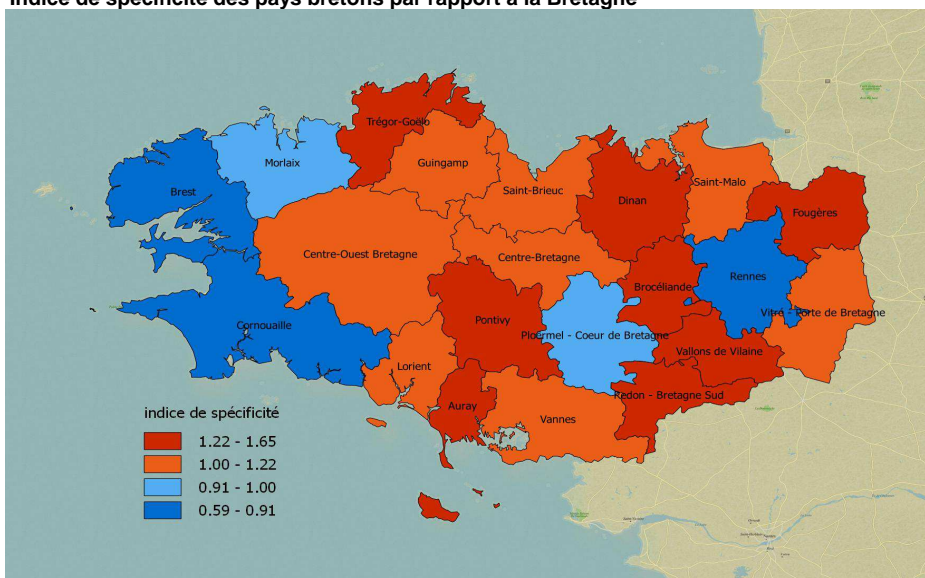 Indice de spécificité des pays bretons par rapport à la Bretagne
Trégor-Goëlo
Morlaix
Guingamp
Brest
Saint-Brieuc
Saint-Malo
Dinan
Fougères
Centre-Ouest Bretagne
Centre-Bretagne
Rennes
Brocéliande
Vitré - Porte de Bretagne
Pontivy
Cornouaille
Ploërmel - Coeur de Bretagne
Vallons de Vilaine
Lorient
Redon - Bretagne Sud
Auray
Vannes
indice de spécificité
1.22 - 1.65
1.00 - 1.22
0.91 - 1.00
0.59 - 0.91